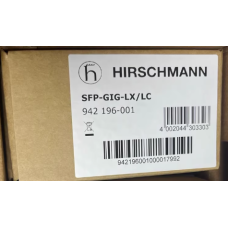 h HIRSCHMANN
SFP-GIG-LX/LC
942 196-001
4 002044 303303
942196001000017992